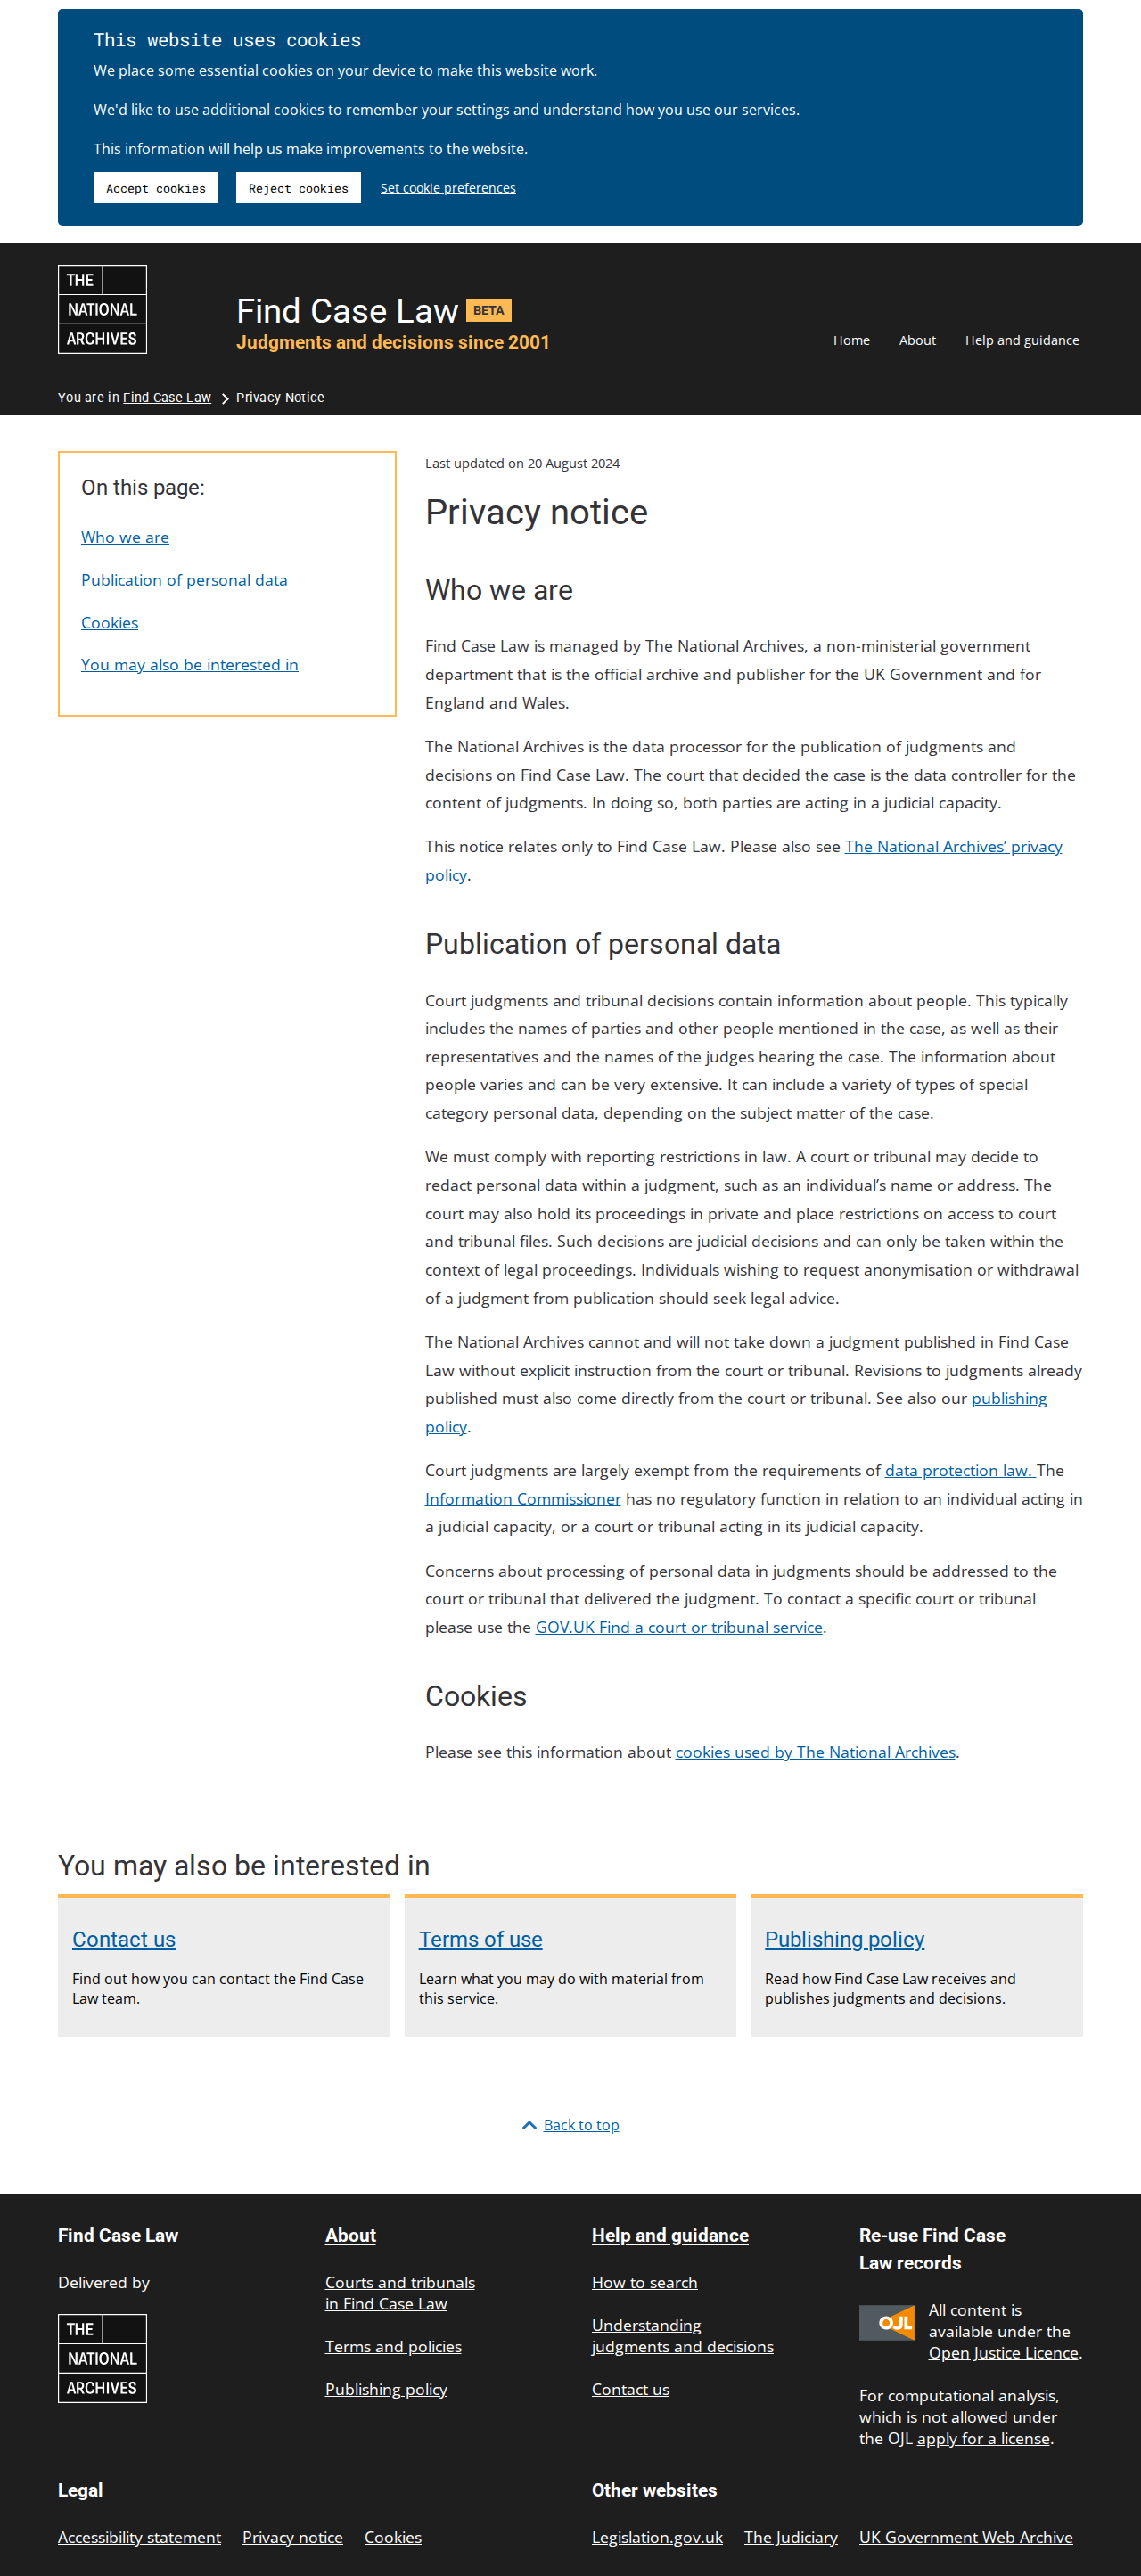 This website uses cookies
We place some essential cookies on your device to make this website work.
We'd like to use additional cookies to remember your settings and understand how you use our services.
This information will help us make improvements to the website.
Accept cookies Reject cookies Set cookie preferences
THE
NATIONAL
ARCHIVES
Find Case Law BETA
Judgments and decisions since 2001
Home About Help and guidance
You are in Find Case Law > Privacy Notice
On this page:
Who we are
Publication of personal data
Cookies
You may also be interested in
Last updated on 20 August 2024
Privacy notice
Who we are
Find Case Law is managed by The National Archives, a non-ministerial government
department that is the official archive and publisher for the UK Government and for
England and Wales.
The National Archives is the data processor for the publication of judgments and
decisions on Find Case Law. The court that decided the case is the data controller for the
content of judgments. In doing so, both parties are acting in a judicial capacity.
This notice relates only to Find Case Law. Please also see The National Archives’ privacy
policy.
Publication of personal data
Court judgments and tribunal decisions contain information about people. This typically
includes the names of parties and other people mentioned in the case, as well as their
representatives and the names of the judges hearing the case. The information about
people varies and can be very extensive. It can include a variety of types of special
category personal data, depending on the subject matter of the case.
We must comply with reporting restrictions in law. A court or tribunal may decide to
redact personal data within a judgment, such as an individual’s name or address. The
court may also hold its proceedings in private and place restrictions on access to court
and tribunal files. Such decisions are judicial decisions and can only be taken within the
context of legal proceedings. Individuals wishing to request anonymisation or withdrawal
of a judgment from publication should seek legal advice.
The National Archives cannot and will not take down a judgment published in Find Case
Law without explicit instruction from the court or tribunal. Revisions to judgments already
published must also come directly from the court or tribunal. See also our publishing
policy.
Court judgments are largely exempt from the requirements of data protection law. The
Information Commissioner has no regulatory function in relation to an individual acting in
a judicial capacity, or a court or tribunal acting in its judicial capacity.
Concerns about processing of personal data in judgments should be addressed to the
court or tribunal that delivered the judgment. To contact a specific court or tribunal
please use the GOV.UK Find a court or tribunal service.
Cookies
Please see this information about cookies used by The National Archives.
You may also be interested in
Contact us
Find out how you can contact the Find Case
Law team.
Terms of use
Learn what you may do with material from
this service.
Publishing policy
Read how Find Case Law receives and
publishes judgments and decisions.
Back to top
Find Case Law
Delivered by
THE
NATIONAL
ARCHIVES
About
Courts and tribunals
in Find Case Law
Terms and policies
Publishing policy
Help and guidance
How to search
Understanding
judgments and decisions
Contact us
Re-use Find Case
Law records
OJL
All content is
available under the
Open Justice Licence.
For computational analysis,
which is not allowed under
the OJL apply for a license.
Legal
Accessibility statement Privacy notice Cookies
Other websites
Legislation.gov.uk The Judiciary UK Government Web Archive